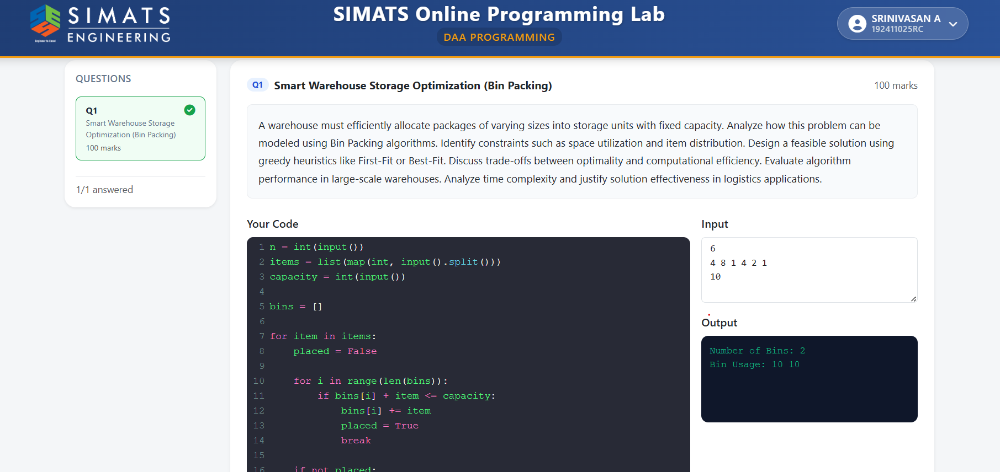 SIMATS
ENGINEERING
Engineer to Excel
SIMATS Online Programming Lab
DAA PROGRAMMING
SRINIVASAN A
192411025RC
QUESTIONS
Q1
Smart Warehouse Storage
Optimization (Bin Packing)
100 marks
1/1 answered
Q1 Smart Warehouse Storage Optimization (Bin Packing)
100 marks
A warehouse must efficiently allocate packages of varying sizes into storage units with fixed capacity. Analyze how this problem can be
modeled using Bin Packing algorithms. Identify constraints such as space utilization and item distribution. Design a feasible solution using
greedy heuristics like First-Fit or Best-Fit. Discuss trade-offs between optimality and computational efficiency. Evaluate algorithm
performance in large-scale warehouses. Analyze time complexity and justify solution effectiveness in logistics applications.
Your Code
1 n = int(input())
2 items = list(map(int, input().split()))
3 capacity = int(input())
4
5 bins = []
6
7 for item in items:
8     placed = False
9
10     for i in range(len(bins)):
11         if bins[i] + item <= capacity:
12             bins[i] += item
13             placed = True
14             break
15
16     if not placed:
Input
6
4 8 1 4 2 1
10
Output
Number of Bins: 2
Bin Usage: 10 10